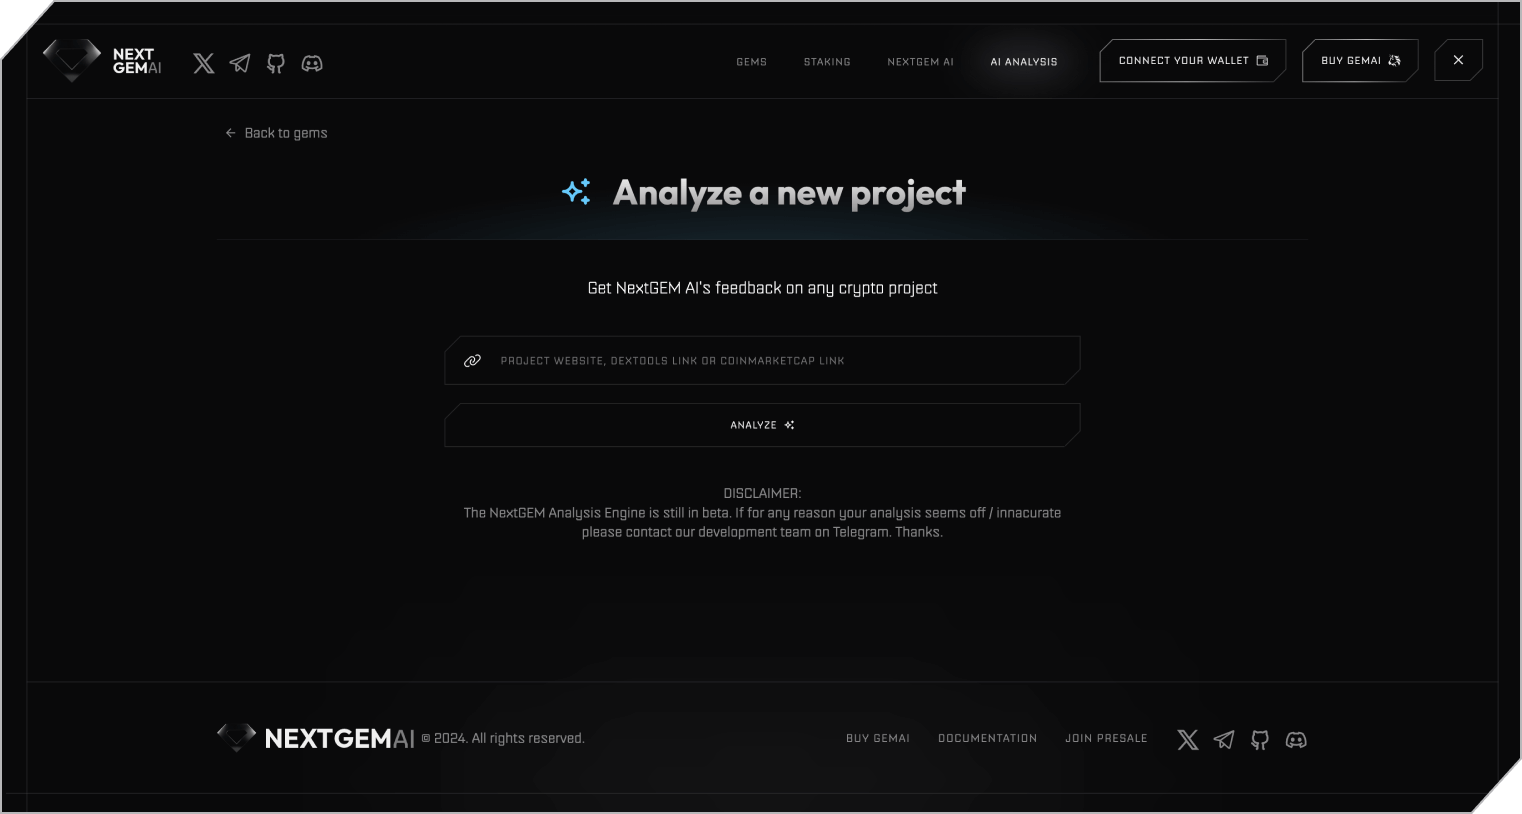 NEXT
GEMAI
GEMS
STAKING
NEXTGEM AI
AI ANALYSIS
CONNECT YOUR WALLET
BUY GEMAI
Back to gems
Analyze a new project
Get NextGEM AI's feedback on any crypto project
PROJECT WEBSITE, DEXTOOLS LINK OR COINMARKETCAP LINK
ANALYZE
DISCLAIMER:
The NextGEM Analysis Engine is still in beta. If for any reason your analysis seems off / innacurate
please contact our development team on Telegram. Thanks.
NEXTGEMAI © 2024. All rights reserved.
BUY GEMAI
DOCUMENTATION
JOIN PRESALE